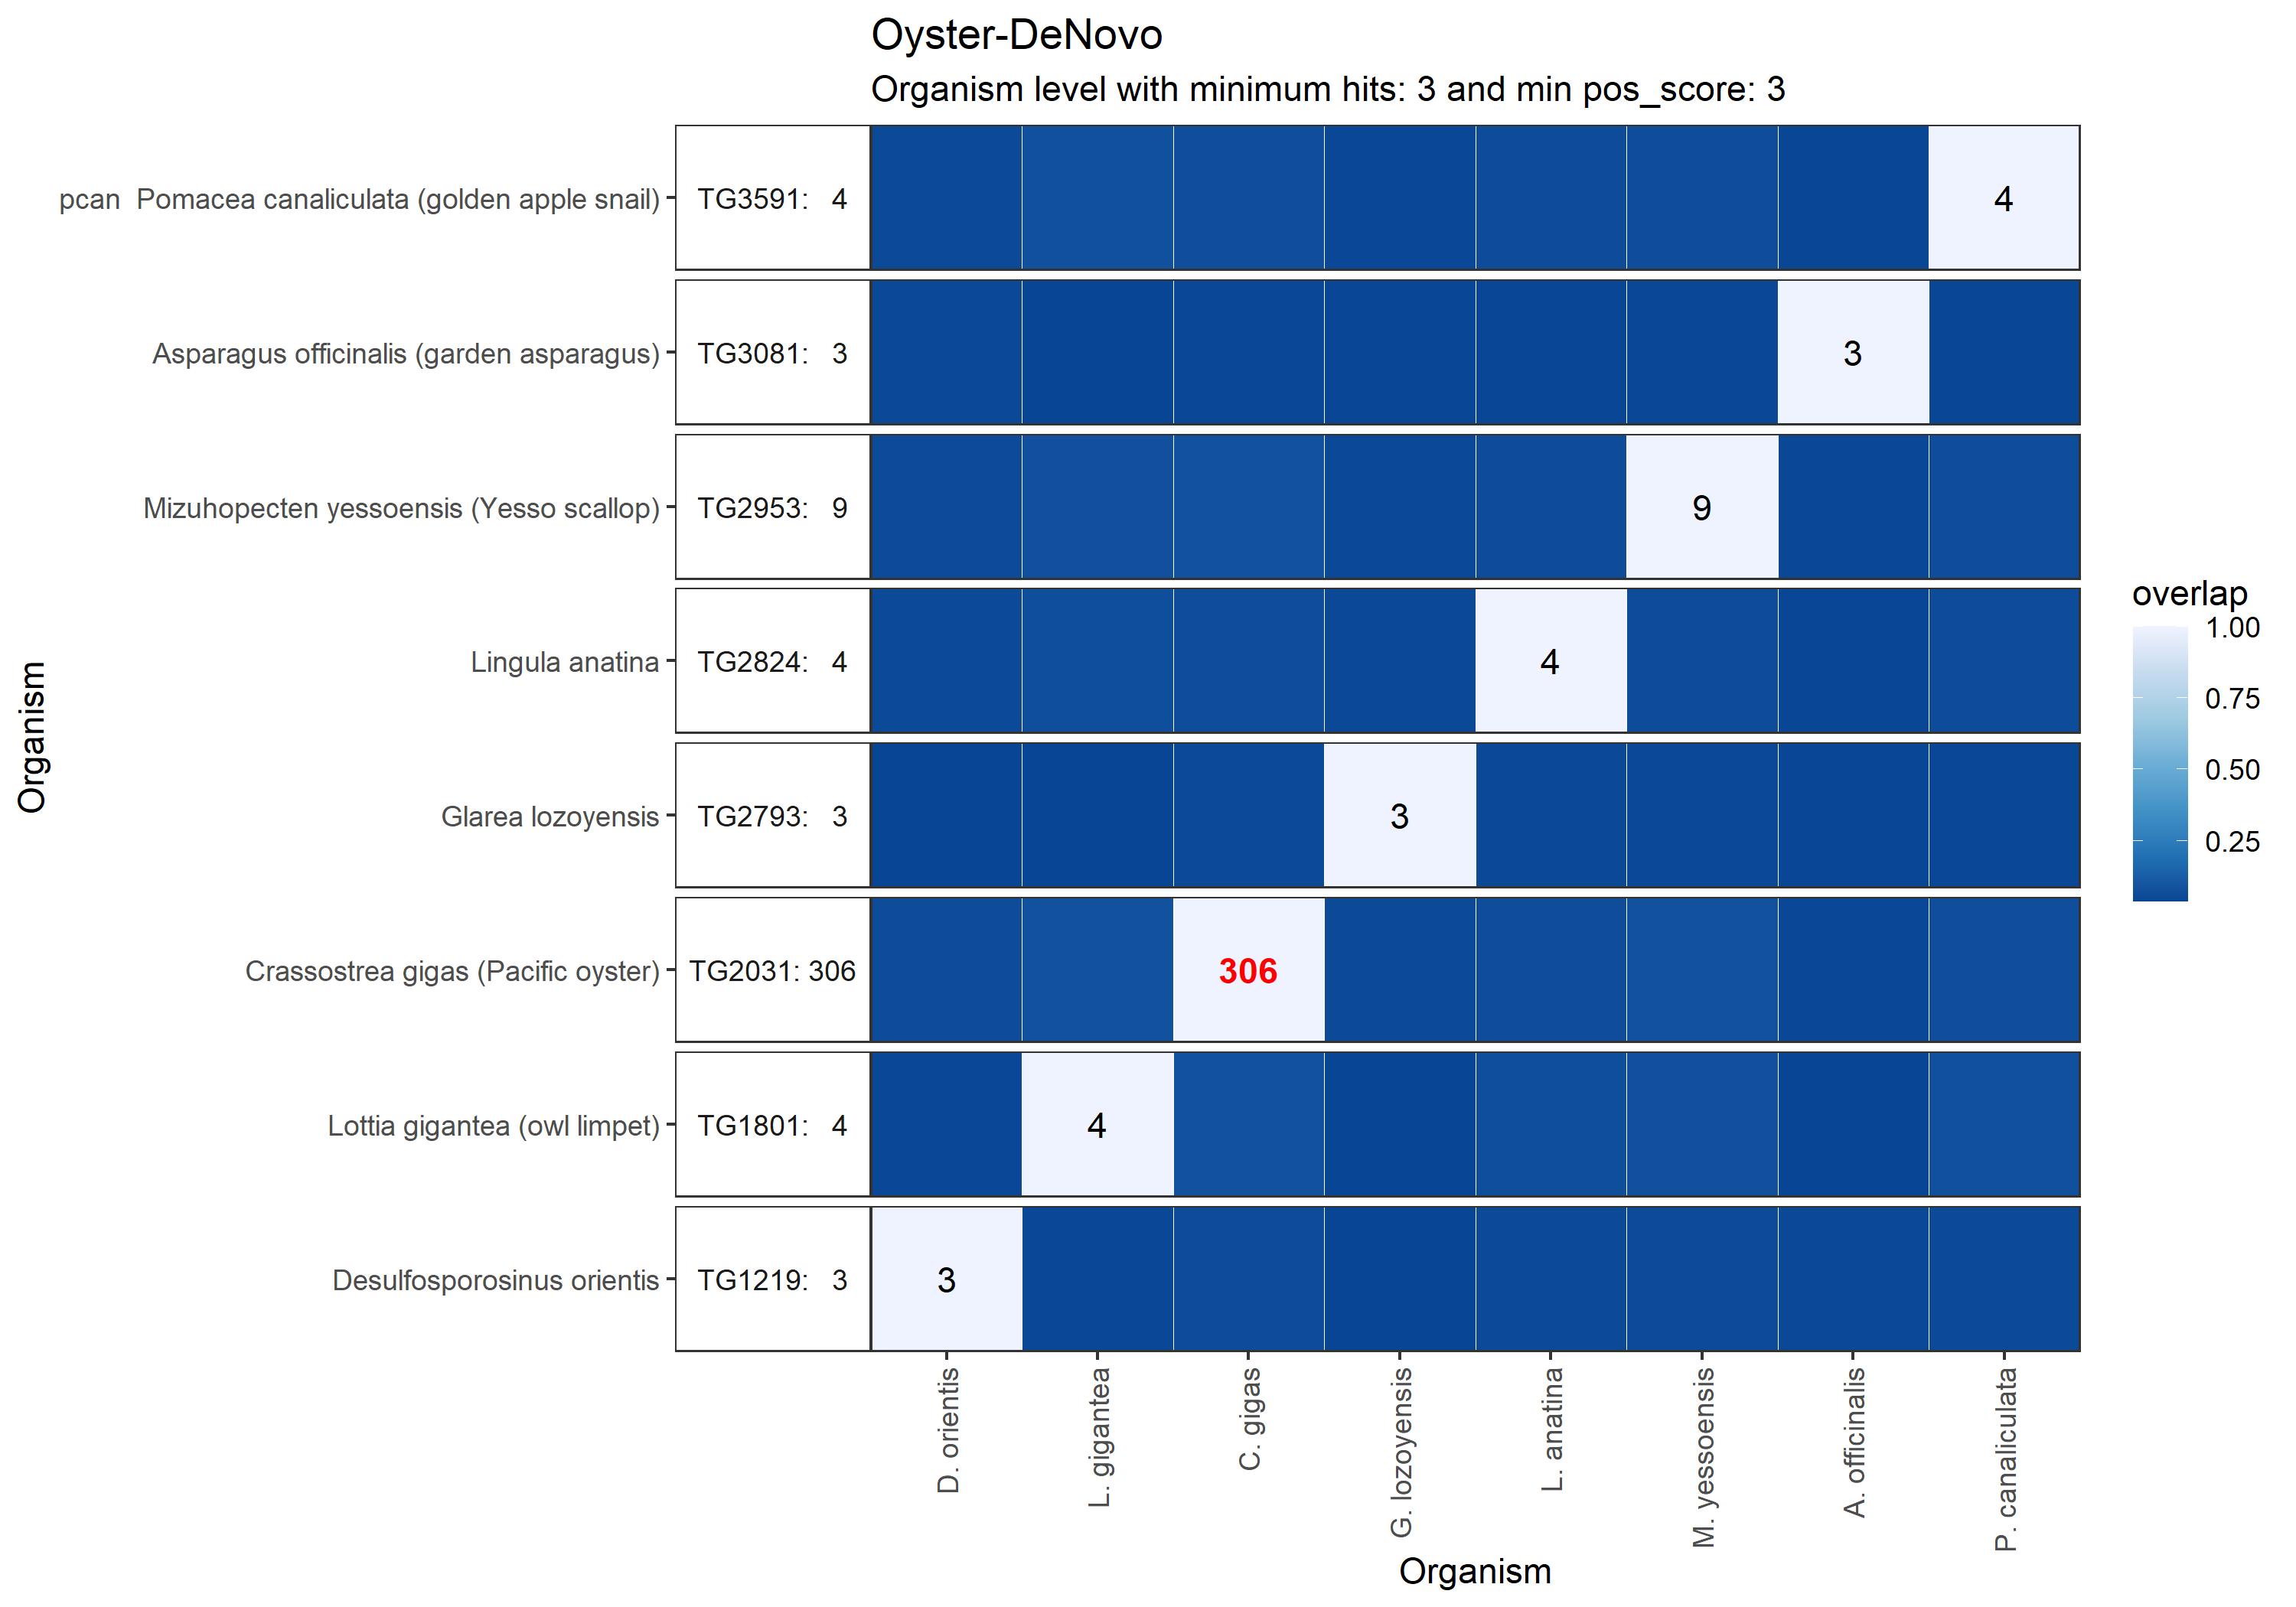 Oyster-DeNovo
Organism level with minimum hits: 3 and min pos_score: 3
pcan  Pomacea canaliculata (golden apple snail) TG3591: 4 4
Asparagus officinalis (garden asparagus) TG3081: 3 3
Mizuhopecten yessoensis (Yesso scallop) TG2953: 9 9
Lingula anatina TG2824: 4 4
Glarea lozoyensis TG2793: 3 3
Crassostrea gigas (Pacific oyster) TG2031: 306 306
Lottia gigantea (owl limpet) TG1801: 4 4
Desulfosporosinus orientis TG1219: 3 3
Organism
D. orientis
L. gigantea
C. gigas
G. lozoyensis
L. anatina
M. yessoensis
A. officinalis
P. canaliculata
Organism
overlap
1.00
0.75
0.50
0.25